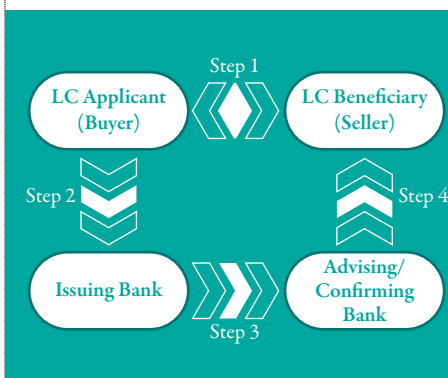 Step 1
LC Applicant
(Buyer)
LC Beneficiary
(Seller)
Step 2
Step 4
Issuing Bank
Advising/
Confirming
Bank
Step 3